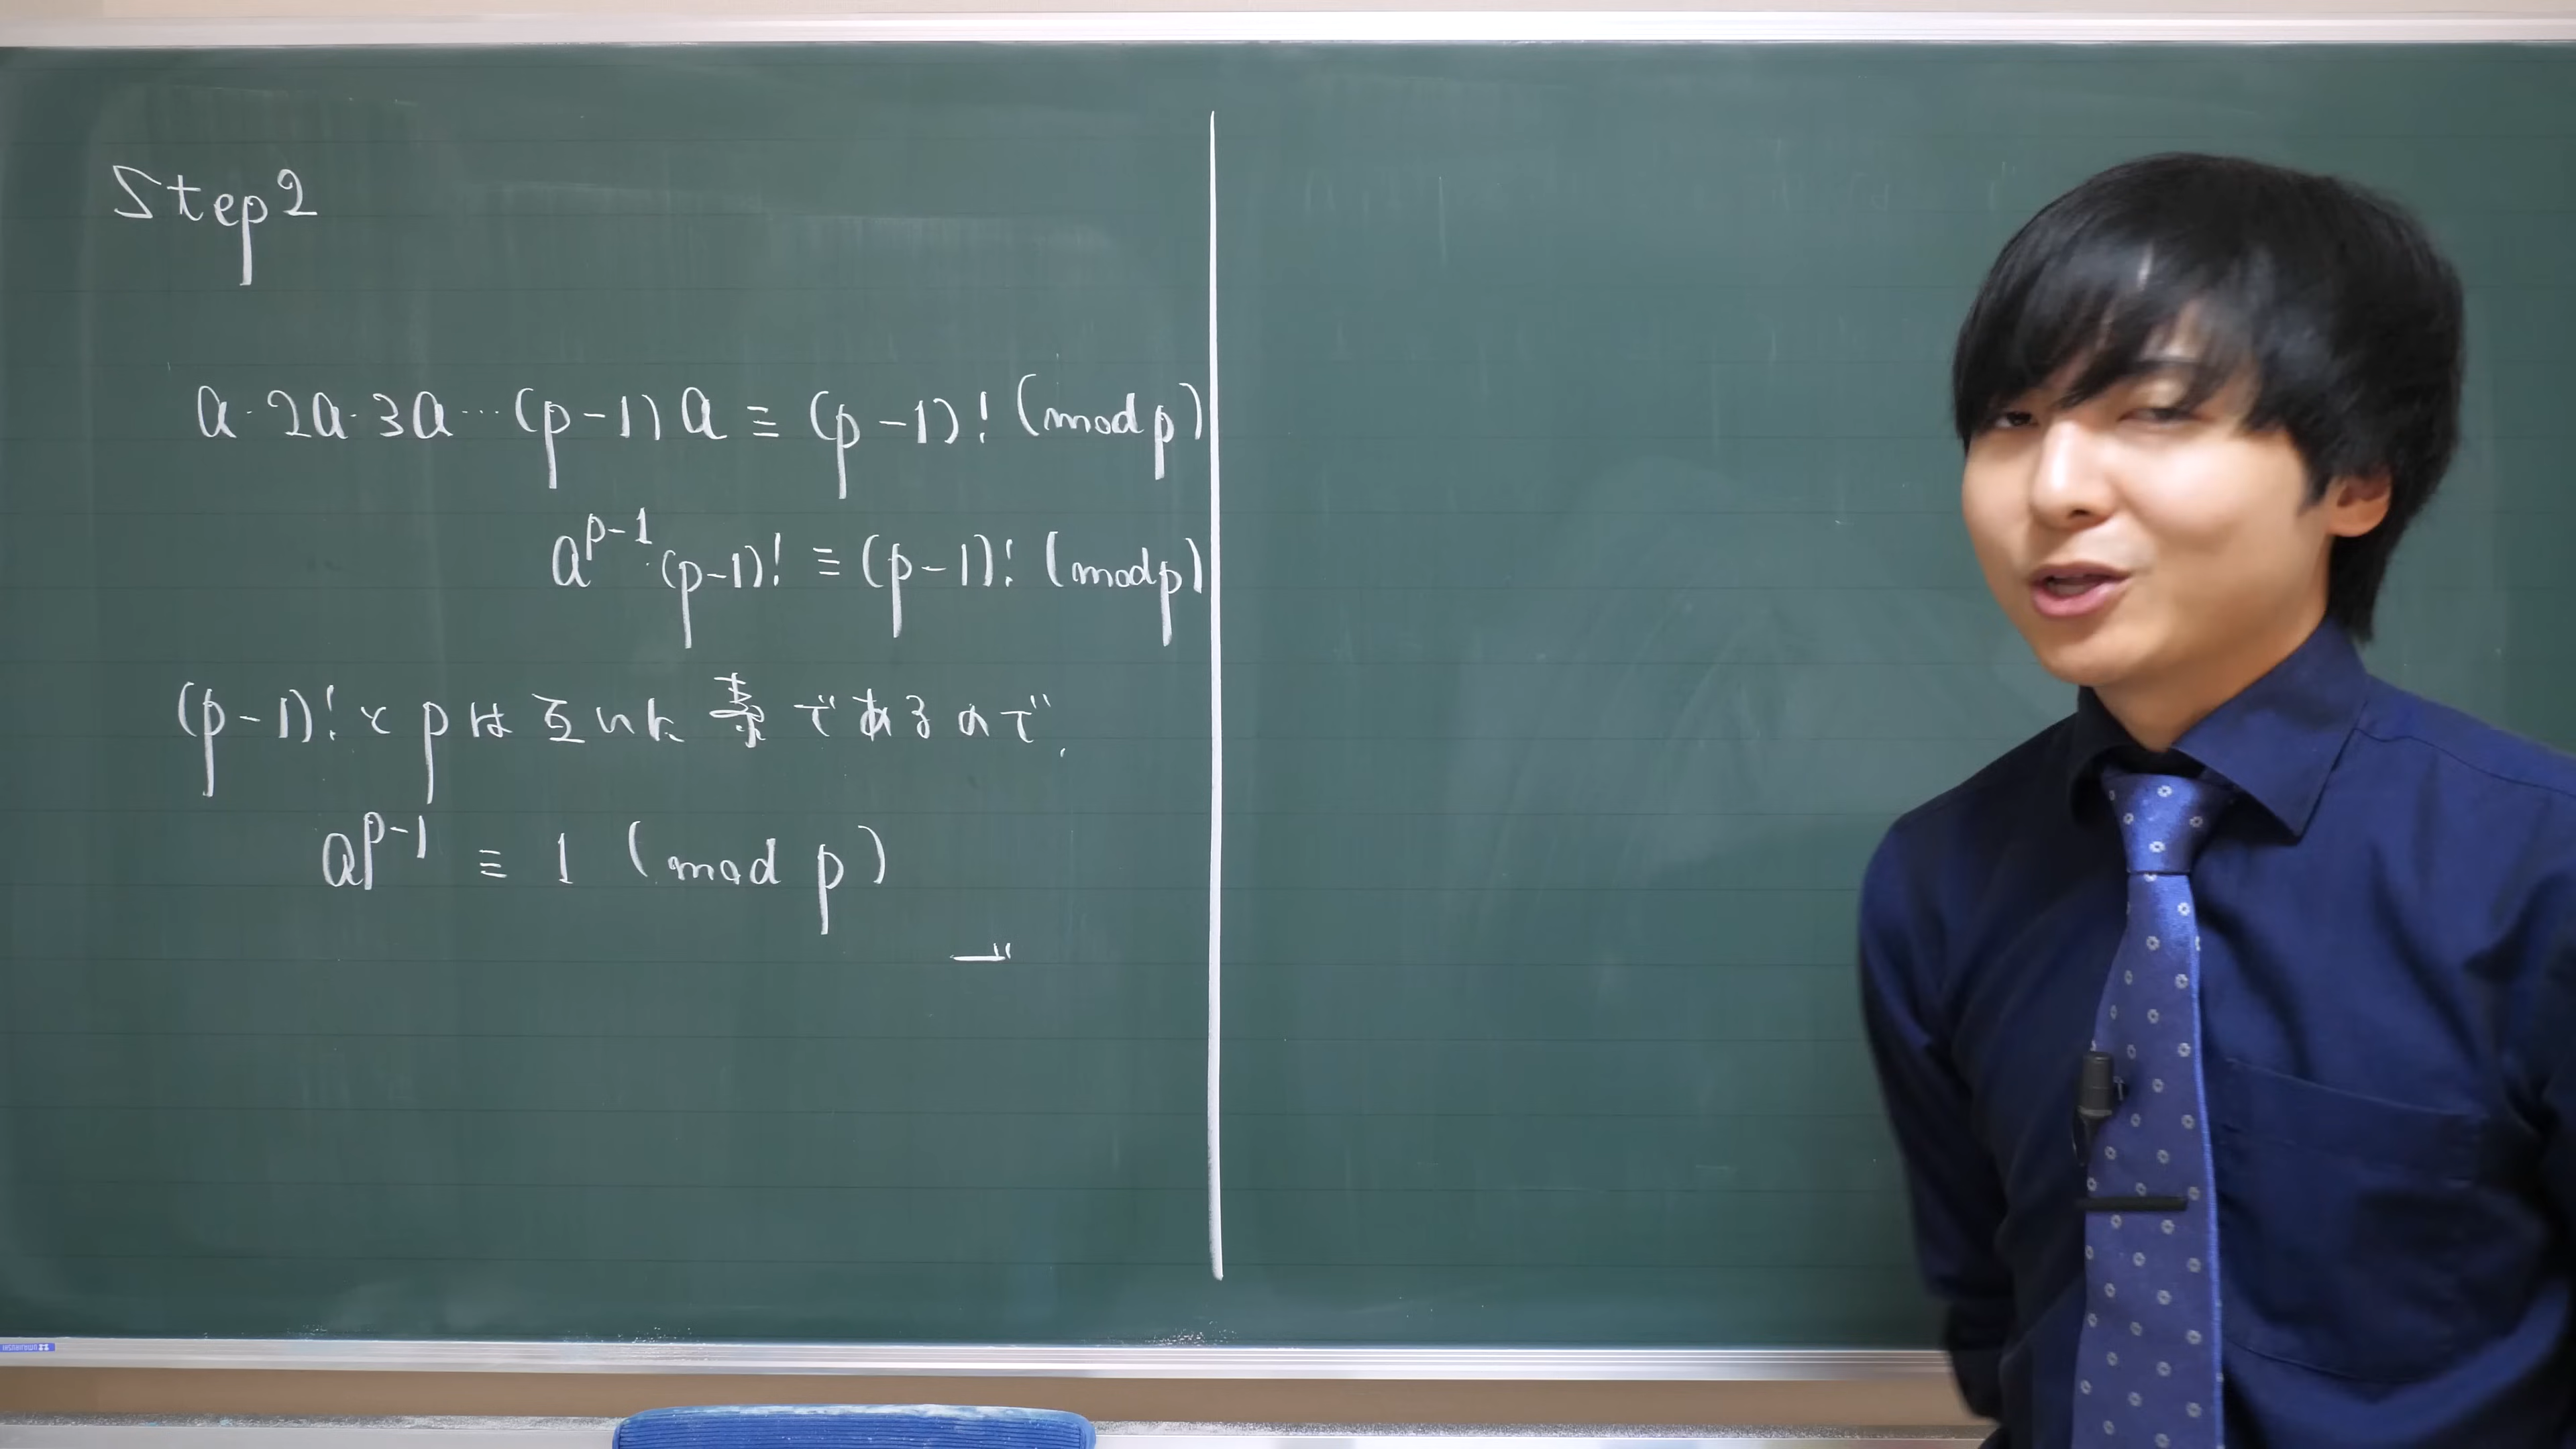 Step2
a・2a・3a…(p-1)a≡(p-1)! (mod p)
a^{p-1}・(p-1)!≡(p-1)! (mod p)
(p-1)!とpは互いに素であるので,
a^{p-1}≡1 (mod p)